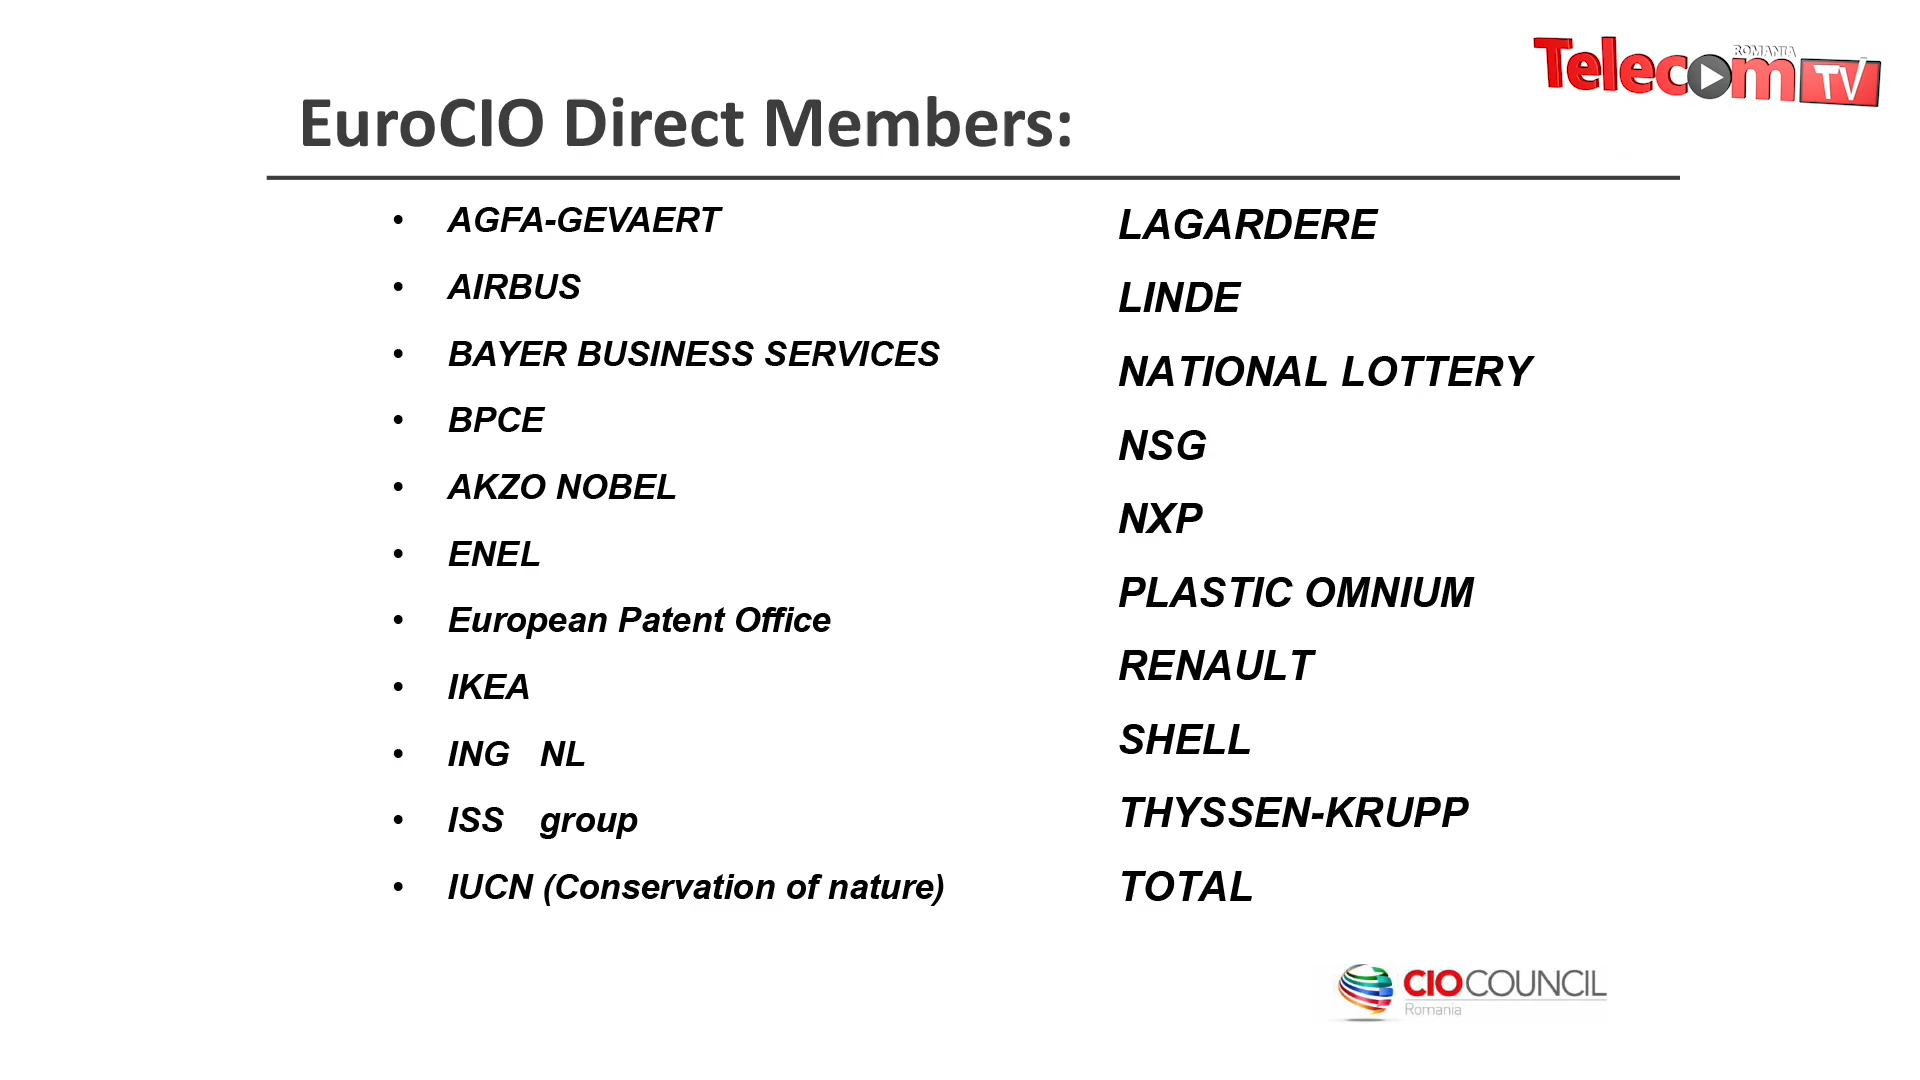 ROMANIA
Telecom TV
EuroCIO Direct Members:
• AGFA-GEVAERT
• AIRBUS
• BAYER BUSINESS SERVICES
• BPCE
• AKZO NOBEL
• ENEL
• European Patent Office
• IKEA
• ING NL
• ISS group
• IUCN (Conservation of nature)
LAGARDERE
LINDE
NATIONAL LOTTERY
NSG
NXP
PLASTIC OMNIUM
RENAULT
SHELL
THYSSEN-KRUPP
TOTAL
CIO COUNCIL
Romania